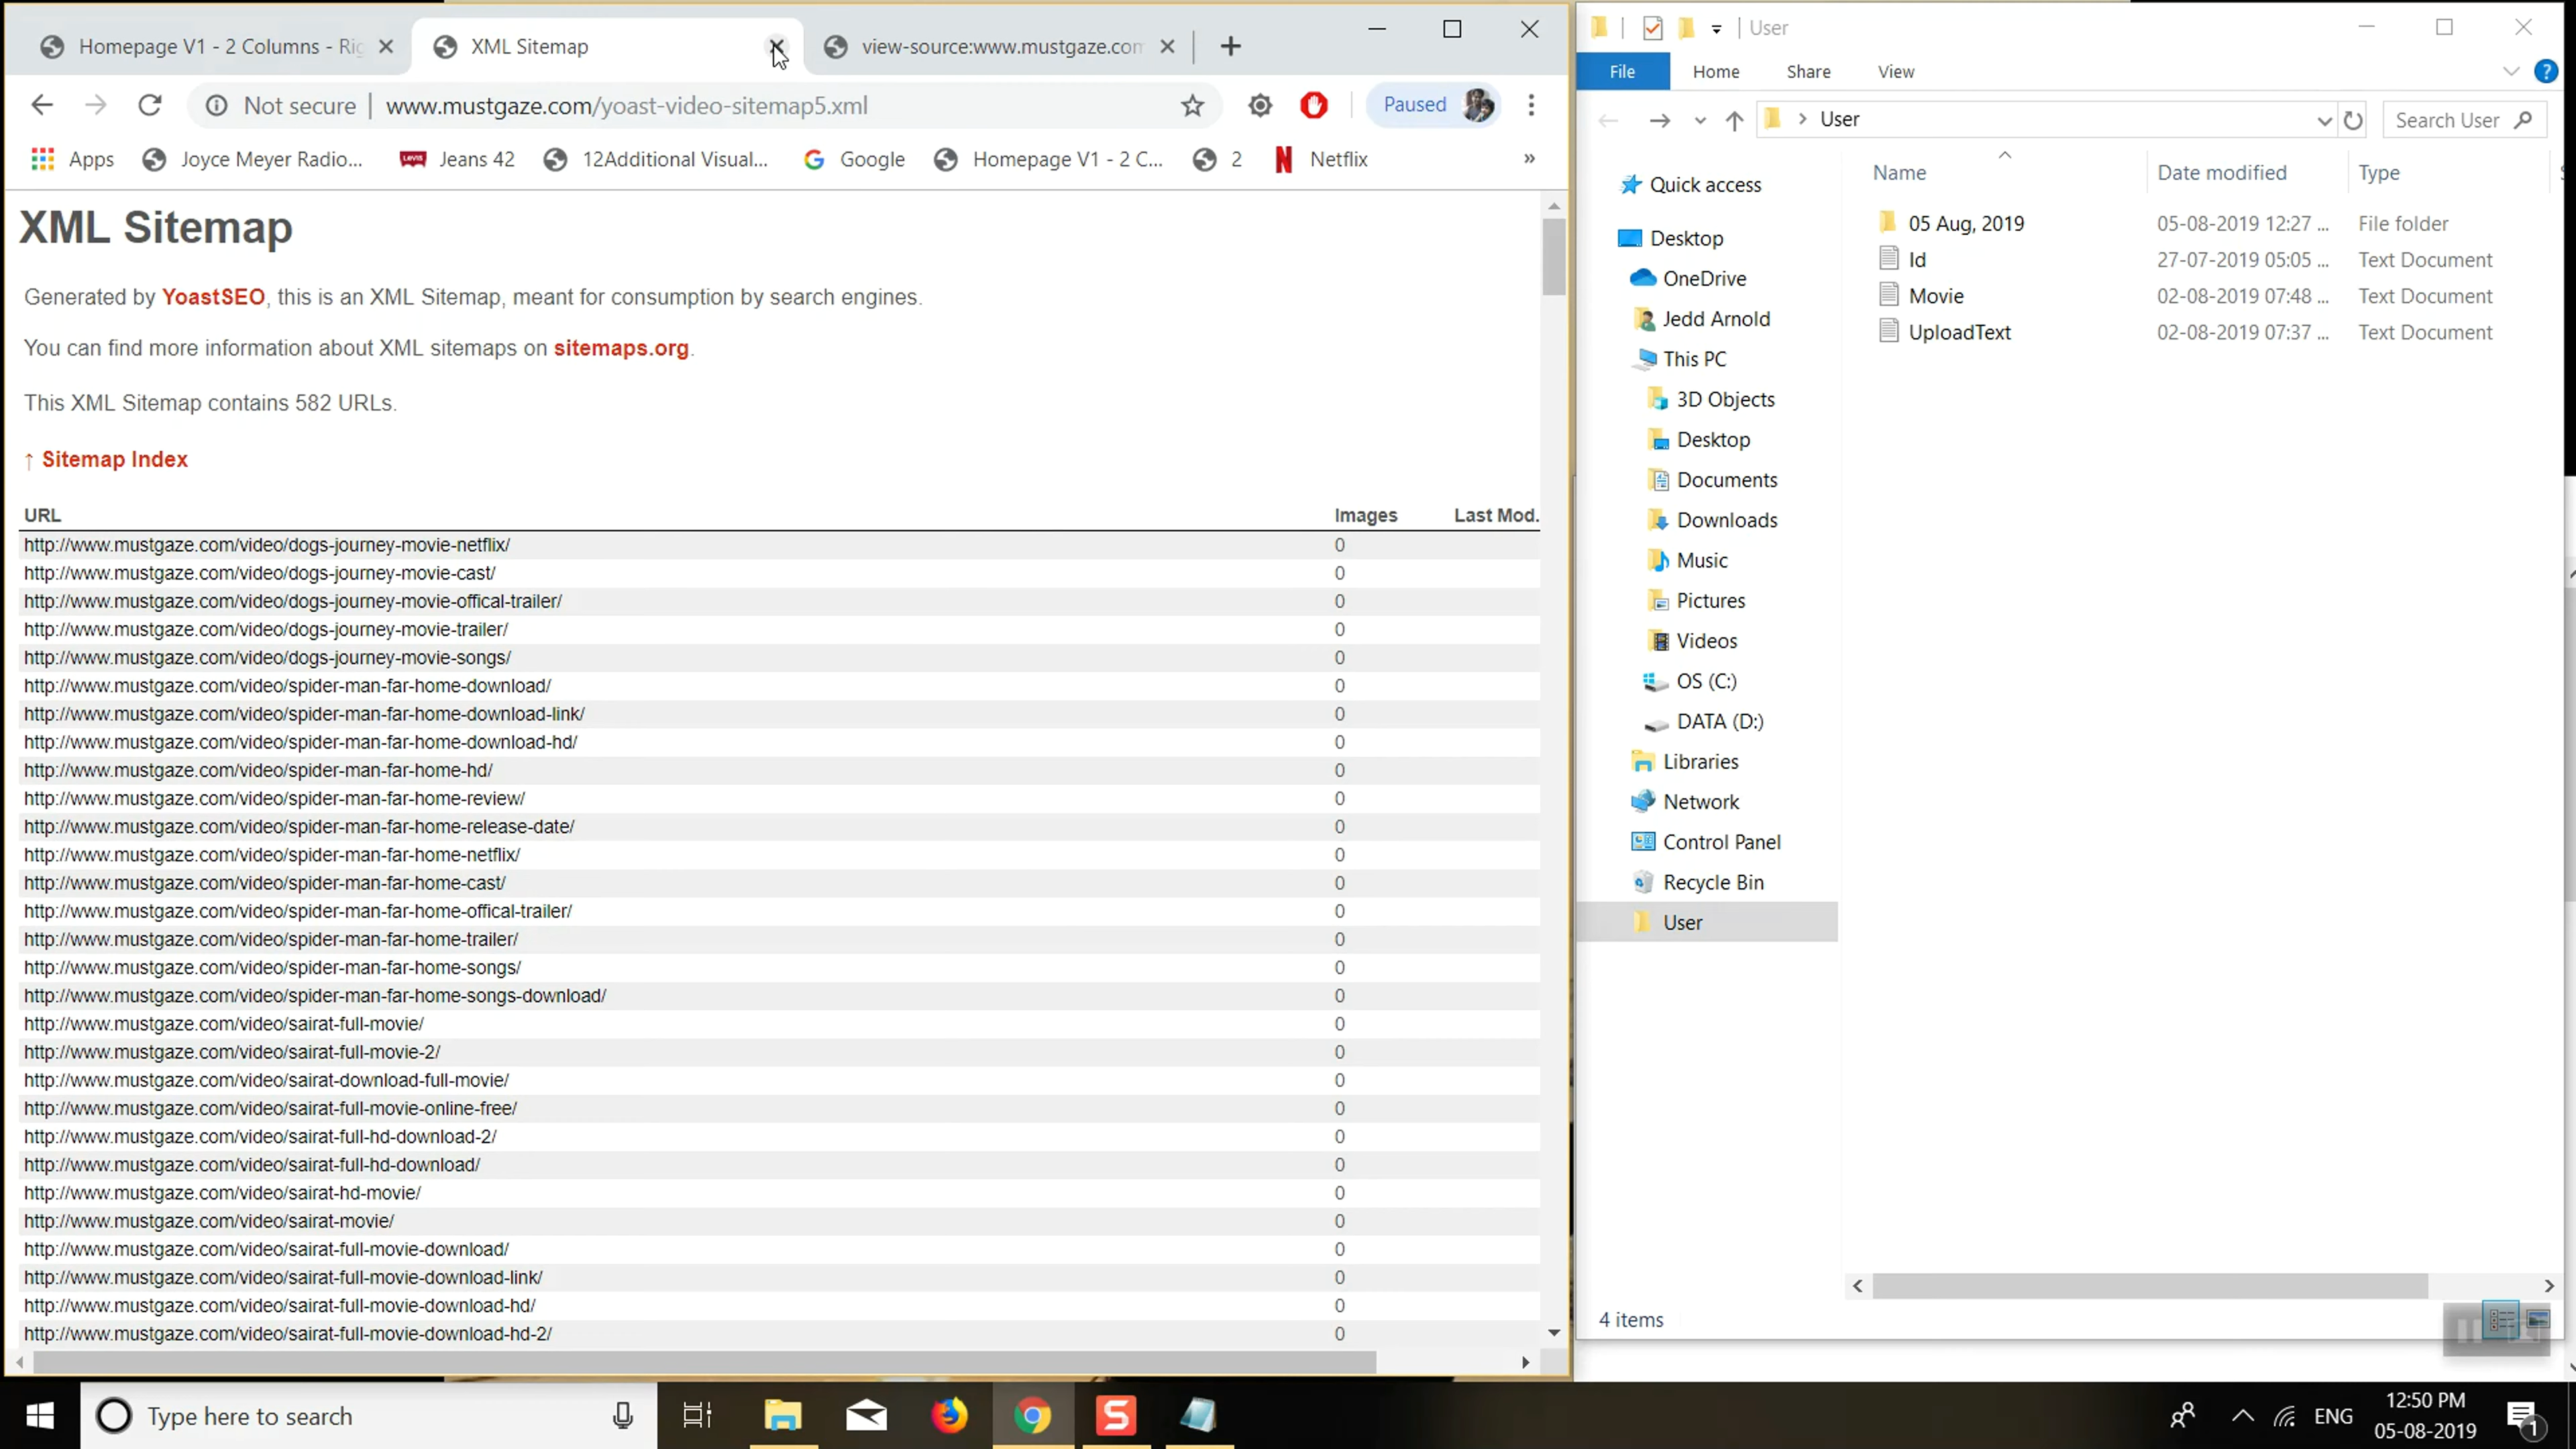 Homepage V1 - 2 Columns - Rig
XML Sitemap
view-source:www.mustgaze.com
Not secure | www.mustgaze.com/yoast-video-sitemap5.xml
Paused
Apps
Joyce Meyer Radio...
Levi's
Jeans 42
12Additional Visual...
Google
Homepage V1 - 2 C...
2
Netflix
»
XML Sitemap
Generated by YoastSEO, this is an XML Sitemap, meant for consumption by search engines.
You can find more information about XML sitemaps on sitemaps.org.
This XML Sitemap contains 582 URLs.
↑ Sitemap Index
URL Images Last Mod.
http://www.mustgaze.com/video/dogs-journey-movie-netflix/ 0
http://www.mustgaze.com/video/dogs-journey-movie-cast/ 0
http://www.mustgaze.com/video/dogs-journey-movie-offical-trailer/ 0
http://www.mustgaze.com/video/dogs-journey-movie-trailer/ 0
http://www.mustgaze.com/video/dogs-journey-movie-songs/ 0
http://www.mustgaze.com/video/spider-man-far-home-download/ 0
http://www.mustgaze.com/video/spider-man-far-home-download-link/ 0
http://www.mustgaze.com/video/spider-man-far-home-download-hd/ 0
http://www.mustgaze.com/video/spider-man-far-home-hd/ 0
http://www.mustgaze.com/video/spider-man-far-home-review/ 0
http://www.mustgaze.com/video/spider-man-far-home-release-date/ 0
http://www.mustgaze.com/video/spider-man-far-home-netflix/ 0
http://www.mustgaze.com/video/spider-man-far-home-cast/ 0
http://www.mustgaze.com/video/spider-man-far-home-offical-trailer/ 0
http://www.mustgaze.com/video/spider-man-far-home-trailer/ 0
http://www.mustgaze.com/video/spider-man-far-home-songs/ 0
http://www.mustgaze.com/video/spider-man-far-home-songs-download/ 0
http://www.mustgaze.com/video/sairat-full-movie/ 0
http://www.mustgaze.com/video/sairat-full-movie-2/ 0
http://www.mustgaze.com/video/sairat-download-full-movie/ 0
http://www.mustgaze.com/video/sairat-full-movie-online-free/ 0
http://www.mustgaze.com/video/sairat-full-hd-download-2/ 0
http://www.mustgaze.com/video/sairat-full-hd-download/ 0
http://www.mustgaze.com/video/sairat-hd-movie/ 0
http://www.mustgaze.com/video/sairat-movie/ 0
http://www.mustgaze.com/video/sairat-full-movie-download/ 0
http://www.mustgaze.com/video/sairat-full-movie-download-link/ 0
http://www.mustgaze.com/video/sairat-full-movie-download-hd/ 0
http://www.mustgaze.com/video/sairat-full-movie-download-hd-2/ 0
User
File Home Share View
User
Search User
Name Date modified Type
05 Aug, 2019 05-08-2019 12:27 ... File folder
Id 27-07-2019 05:05 ... Text Document
Movie 02-08-2019 07:48 ... Text Document
UploadText 02-08-2019 07:37 ... Text Document
Quick access
Desktop
OneDrive
Jedd Arnold
This PC
3D Objects
Desktop
Documents
Downloads
Music
Pictures
Videos
OS (C:)
DATA (D:)
Libraries
Network
Control Panel
Recycle Bin
User
4 items
Type here to search
ENG
12:50 PM
05-08-2019
1